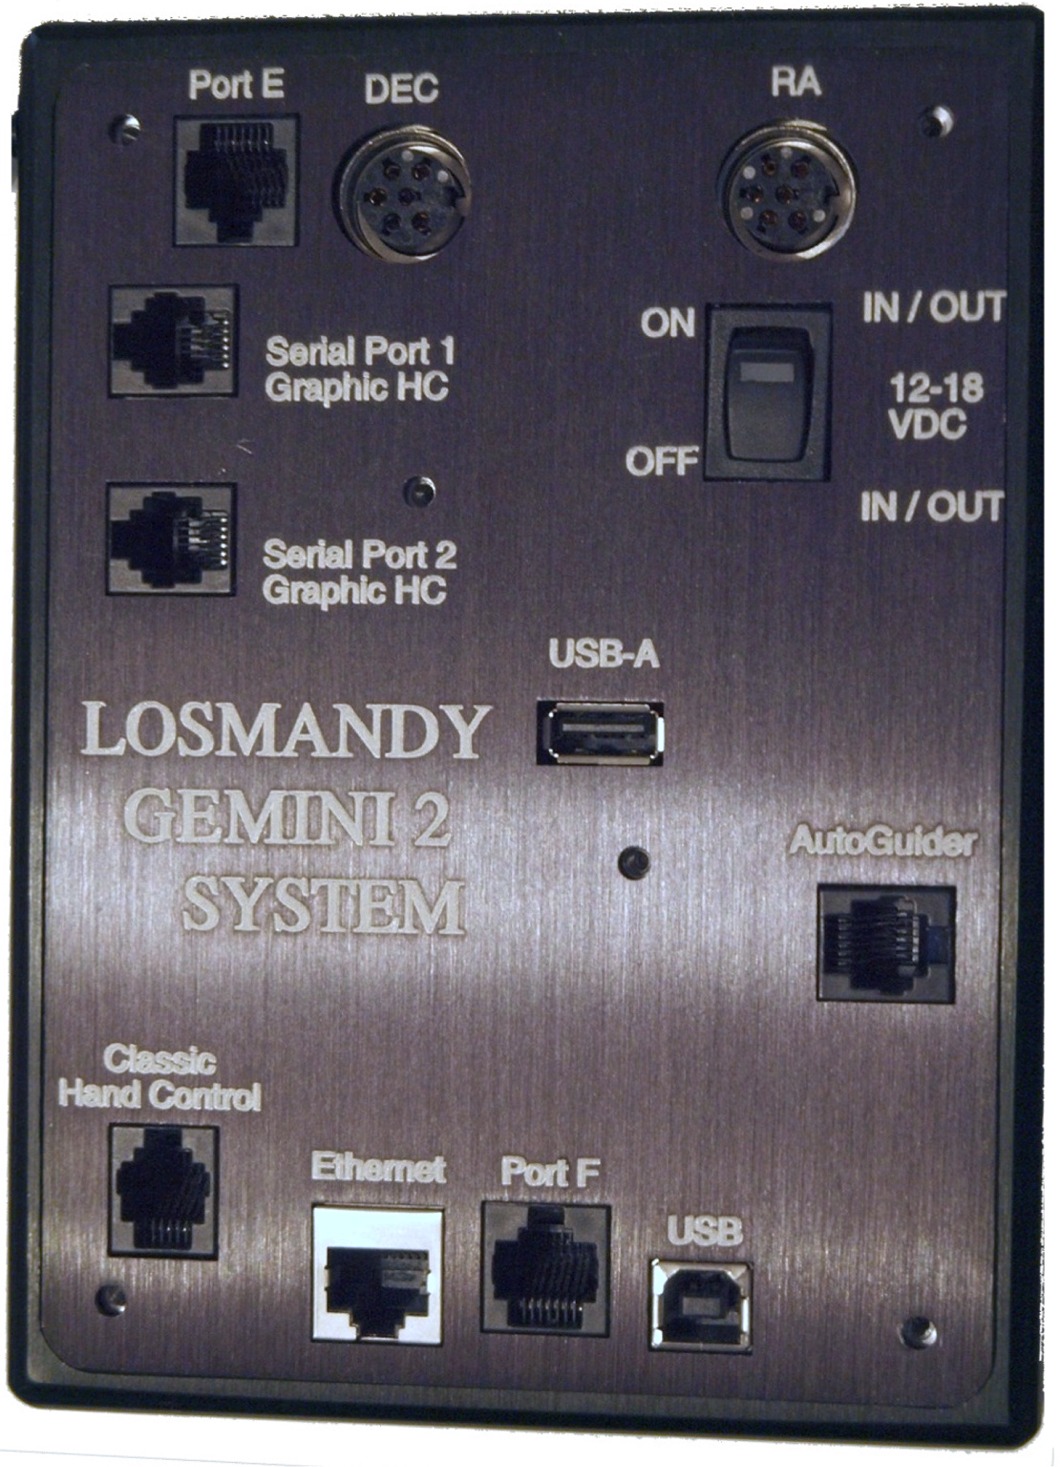 Port E
DEC
RA
Serial Port 1
Graphic HC
ON
OFF
IN / OUT
12-18
VDC
IN / OUT
Serial Port 2
Graphic HC
USB-A
LOSMANDY
GEMINI 2
SYSTEM
AutoGuider
Classic
Hand Control
Ethernet
Port F
USB